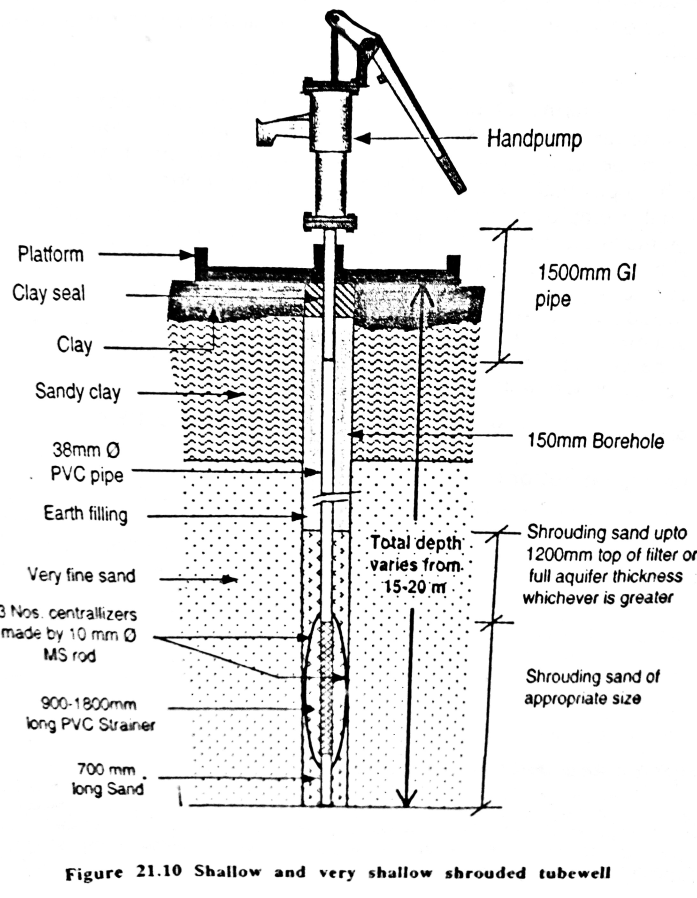 Handpump
Platform
Clay seal
1500mm GI
pipe
Clay
Sandy clay
38mm Ø
PVC pipe
150mm Borehole
Earth filling
Total depth
varies from
15-20 m
Shrouding sand upto
1200mm top of filter or
full aquifer thickness
whichever is greater
Very fine sand
3 Nos. centrallizers
made by 10 mm Ø
MS rod
Shrouding sand of
appropriate size
900-1800mm
long PVC Strainer
700 mm
long Sand
Figure 21.10 Shallow and very shallow shrouded tubewell